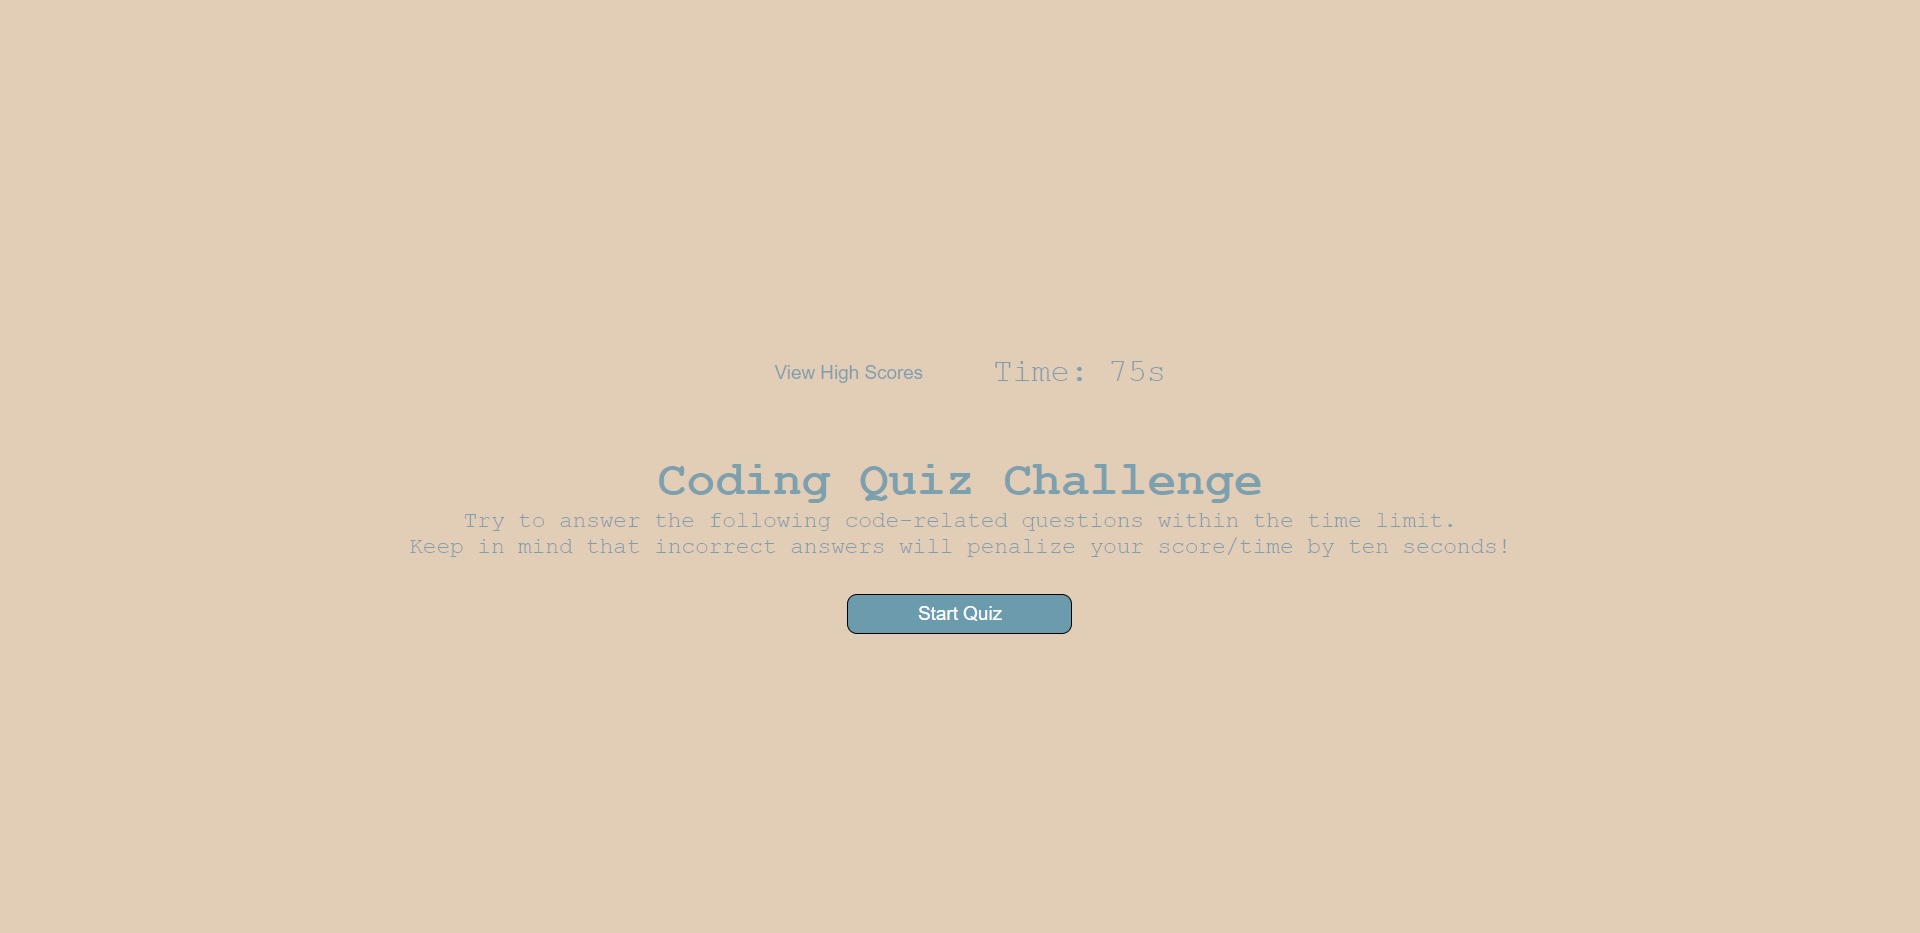 View High Scores
Time: 75s
Coding Quiz Challenge
Try to answer the following code-related questions within the time limit.
Keep in mind that incorrect answers will penalize your score/time by ten seconds!
Start Quiz